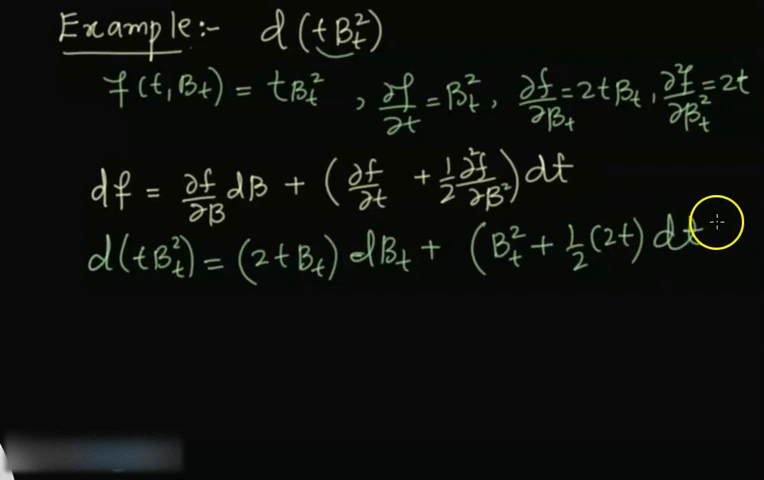 Example:- d(tB_t^2)
f(t, B_t) = tB_t^2 , ∂f/∂t = B_t^2, ∂f/∂B_t = 2tB_t, ∂^2f/∂B_t^2 = 2t
df = ∂f/∂B dB + (∂f/∂t + 1/2 ∂^2f/∂B^2) dt
d(tB_t^2) = (2tB_t) dB_t + (B_t^2 + 1/2 (2t) dt